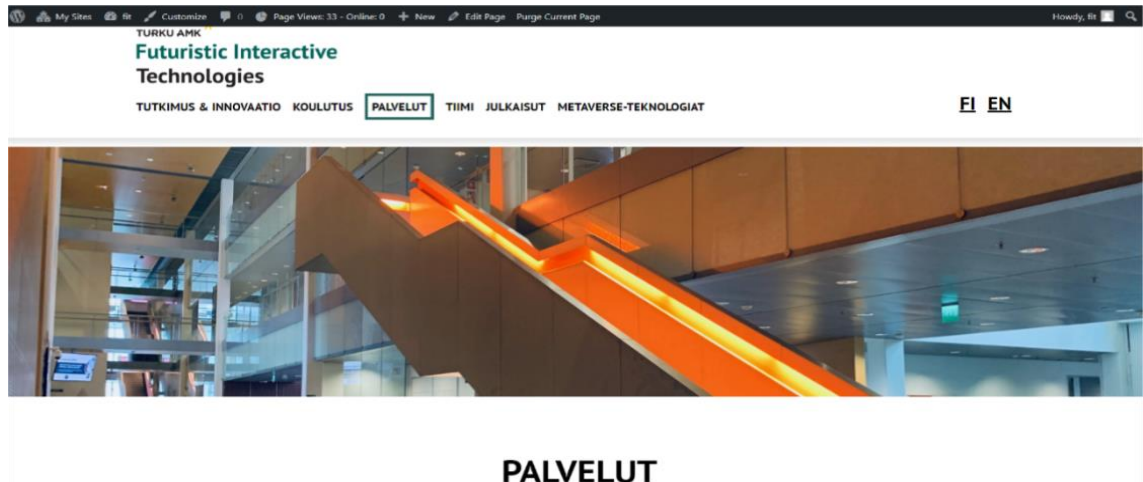 My Sites fit Customize 0 Page Views: 33 - Online: 0 New Edit Page Purge Current Page Howdy, fit
TURKU AMK
Futuristic Interactive
Technologies
TUTKIMUS & INNOVAATIO KOULUTUS PALVELUT TIIMI JULKAISUT METAVERSE-TEKNOLOGIAT FI EN
PALVELUT